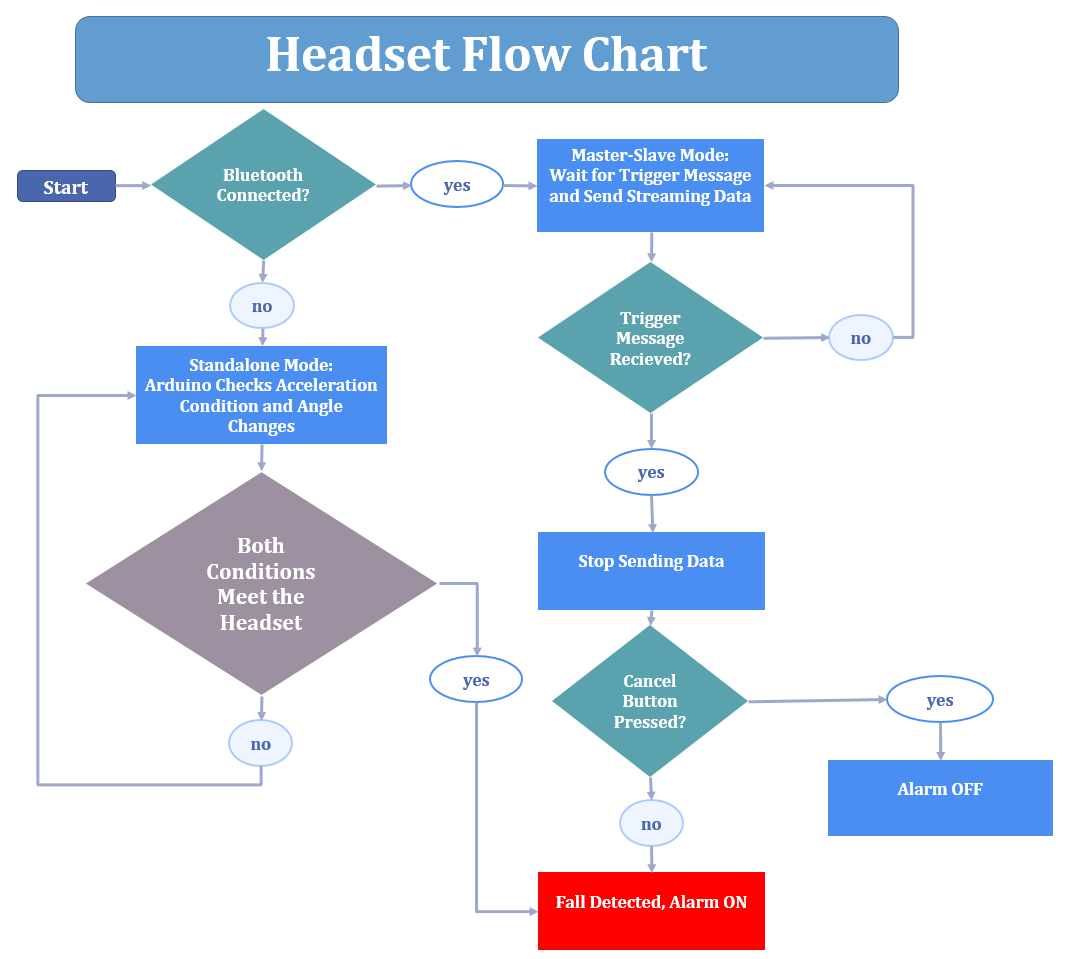 Headset Flow Chart
Start
Bluetooth
Connected?
yes
Master-Slave Mode:
Wait for Trigger Message
and Send Streaming Data
no
Trigger
Message
Recieved?
no
Standalone Mode:
Arduino Checks Acceleration
Condition and Angle
Changes
yes
Both
Conditions
Meet the
Headset
Stop Sending Data
yes
Cancel
Button
Pressed?
yes
no
Alarm OFF
no
Fall Detected, Alarm ON